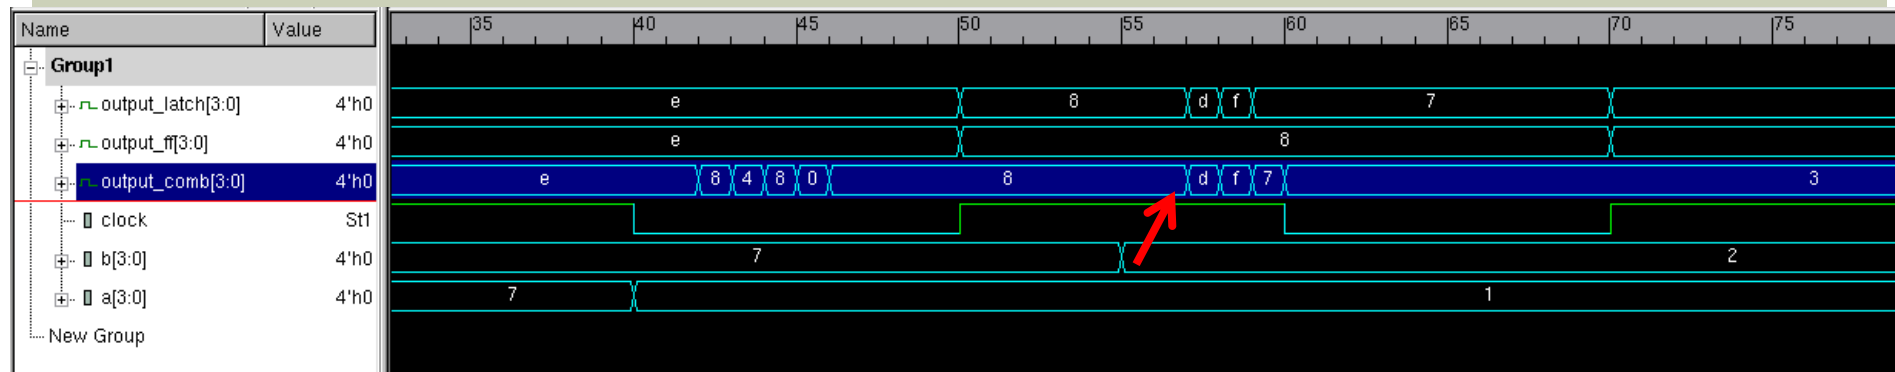 Name Value 35 40 45 50 55 60 65 70 75
Group1
output_latch[3:0] 4'h0 e 8 d f 7
output_ff[3:0] 4'h0 e 8
output_comb[3:0] 4'h0 e 8 4 8 0 8 d f 7 3
clock St1
b[3:0] 4'h0 7 2
a[3:0] 4'h0 7 1
New Group